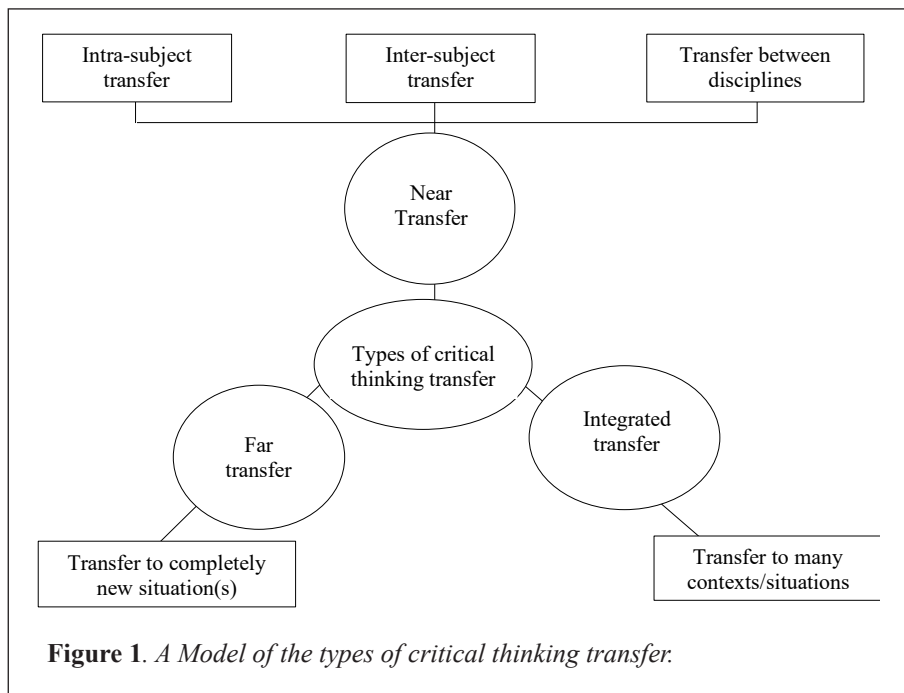 Intra-subject
transfer
Inter-subject
transfer
Transfer between
disciplines
Near
Transfer
Types of critical
thinking transfer
Far
transfer
Integrated
transfer
Transfer to completely
new situation(s)
Transfer to many
contexts/situations
Figure 1. A Model of the types of critical thinking transfer.